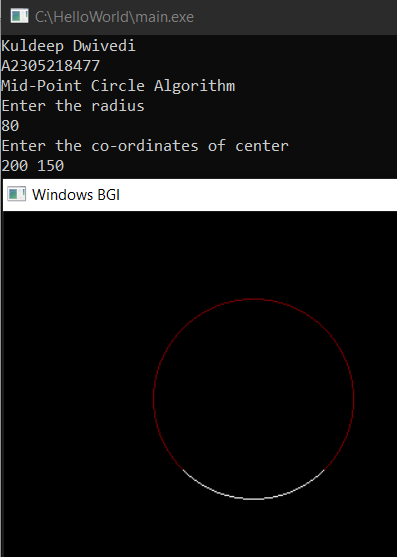 C:\HelloWorld\main.exe
Kuldeep Dwivedi
A2305218477
Mid-Point Circle Algorithm
Enter the radius
80
Enter the co-ordinates of center
200 150
Windows BGI